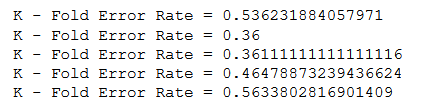 K - Fold Error Rate = 0.536231884057971
K - Fold Error Rate = 0.36
K - Fold Error Rate = 0.36111111111111116
K - Fold Error Rate = 0.46478873239436624
K - Fold Error Rate = 0.5633802816901409